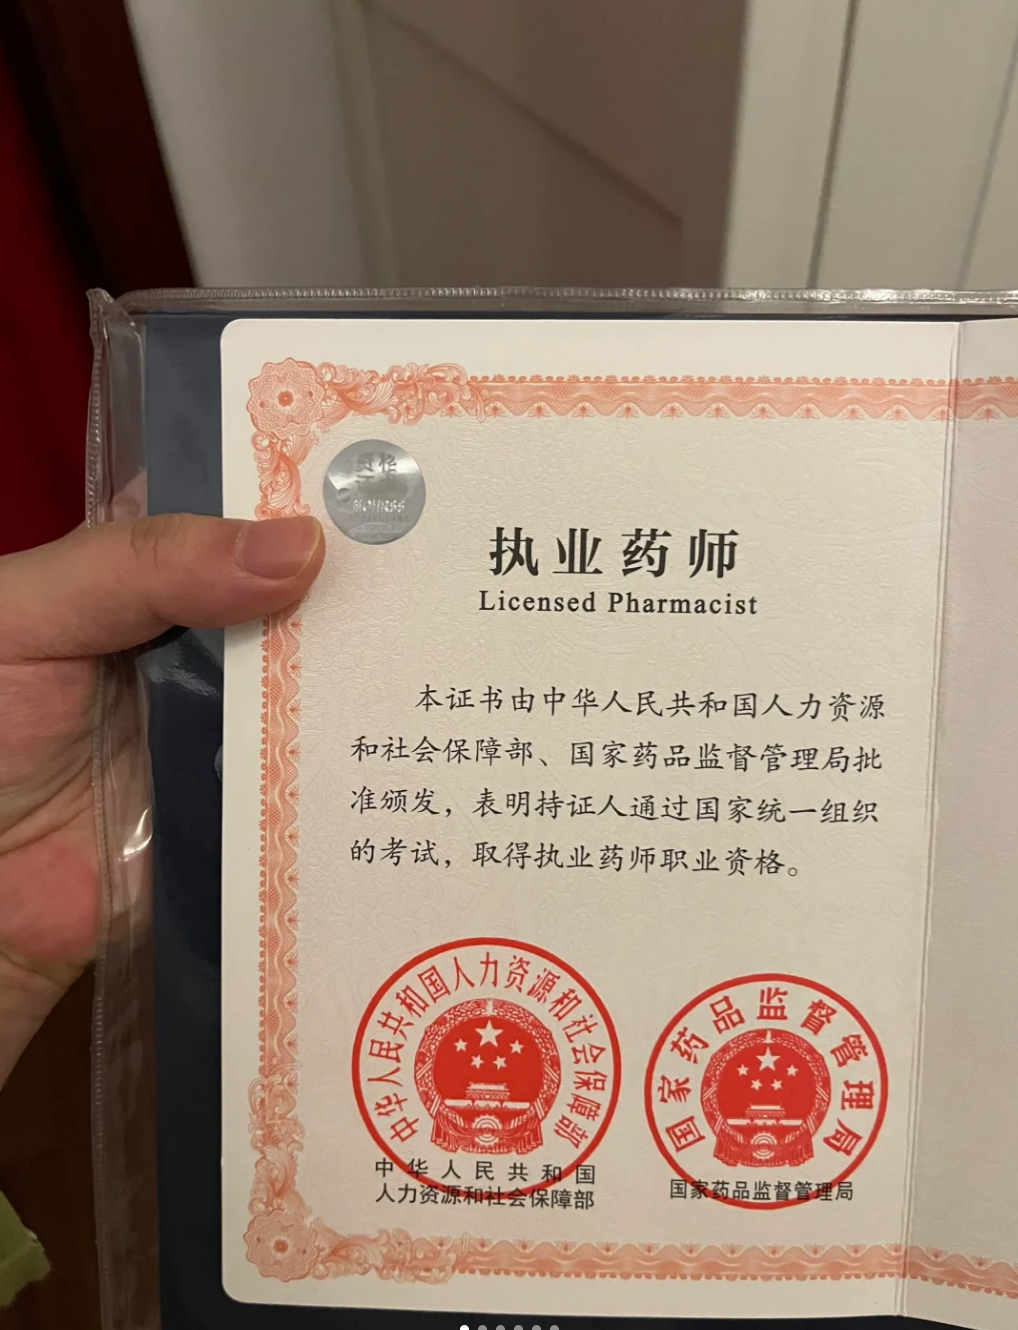 资格
证
MOHRSS
执业药师
Licensed Pharmacist
本证书由中华人民共和国人力资源
和社会保障部、国家药品监督管理局批
准颁发，表明持证人通过国家统一组织
的考试，取得执业药师职业资格。
中华人民共和国人力资源和社会保障部
国家药品监督管理局
中华人民共和国
人力资源和社会保障部
国家药品监督管理局